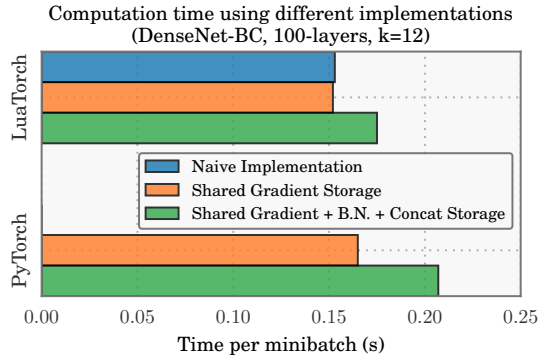 Computation time using different implementations
(DenseNet-BC, 100-layers, k=12)
LuaTorch
Naive Implementation
Shared Gradient Storage
Shared Gradient + B.N. + Concat Storage
PyTorch
0.00 0.05 0.10 0.15 0.20 0.25
Time per minibatch (s)